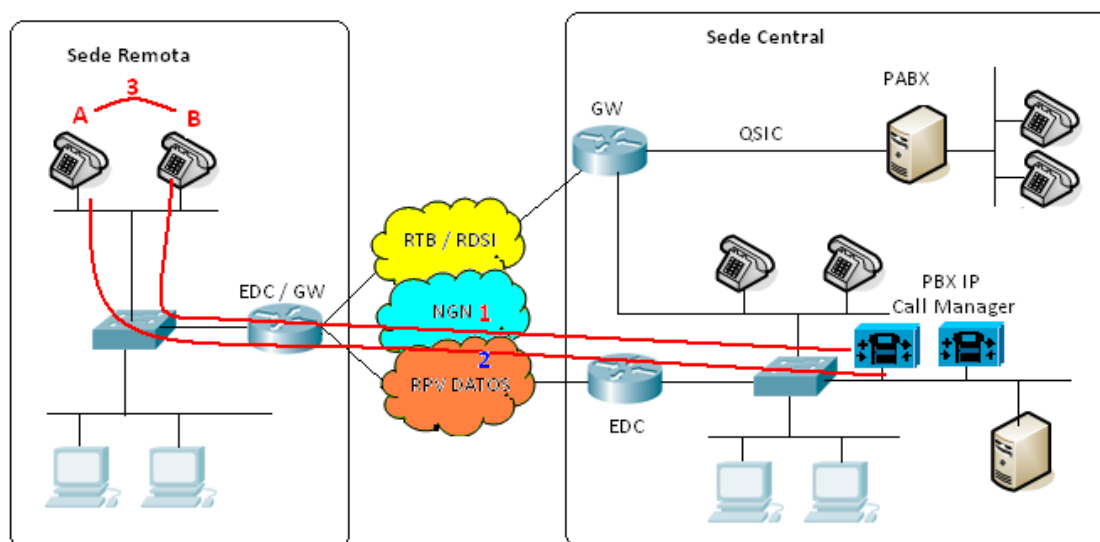 Sede Remota
3
A
B
EDC / GW
RTB / RDSI
NGN 1
2
RPV DATOS
Sede Central
GW
QSIC
PABX
PBX IP
Call Manager
EDC